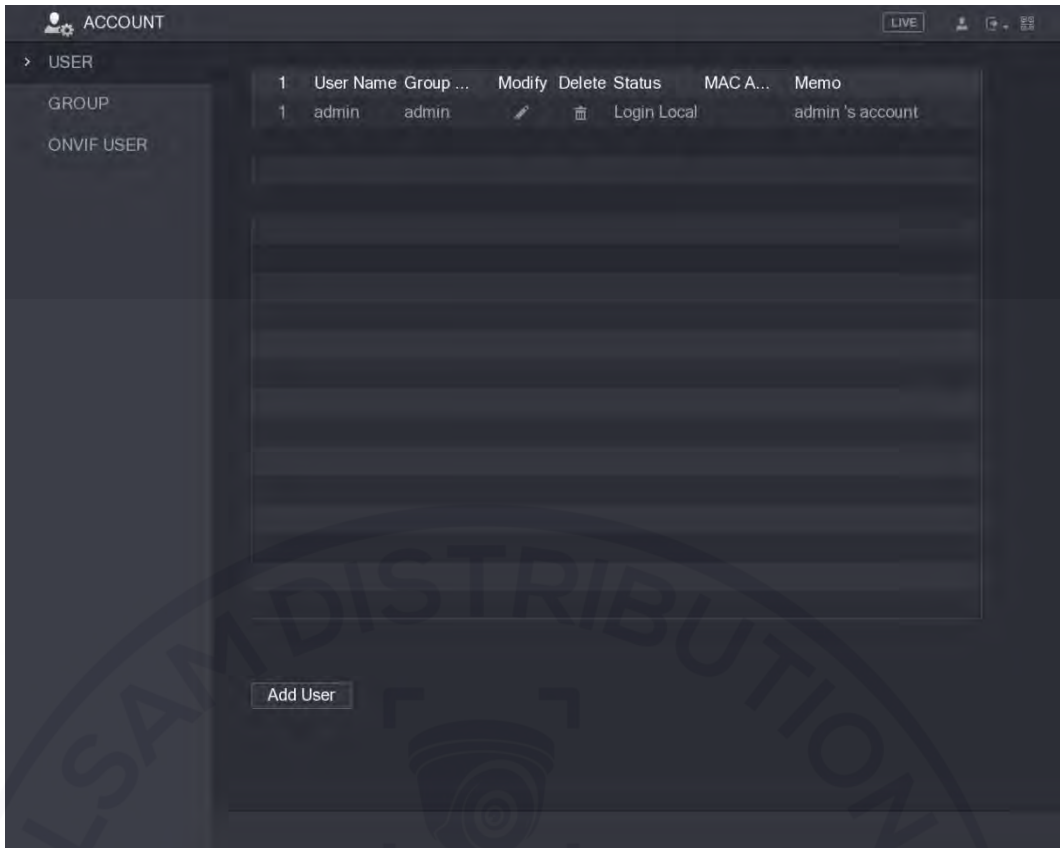 ACCOUNT
LIVE
USER
GROUP
ONVIF USER
1 User Name Group ... Modify Delete Status MAC A... Memo
1 admin admin Login Local admin 's account
Add User
LSAM DISTRIBUTION